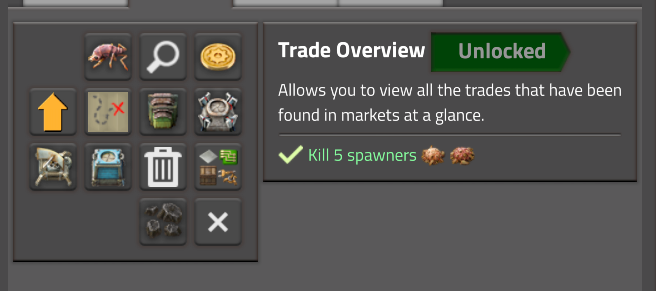 Trade Overview Unlocked
Allows you to view all the trades that have been
found in markets at a glance.
Kill 5 spawners